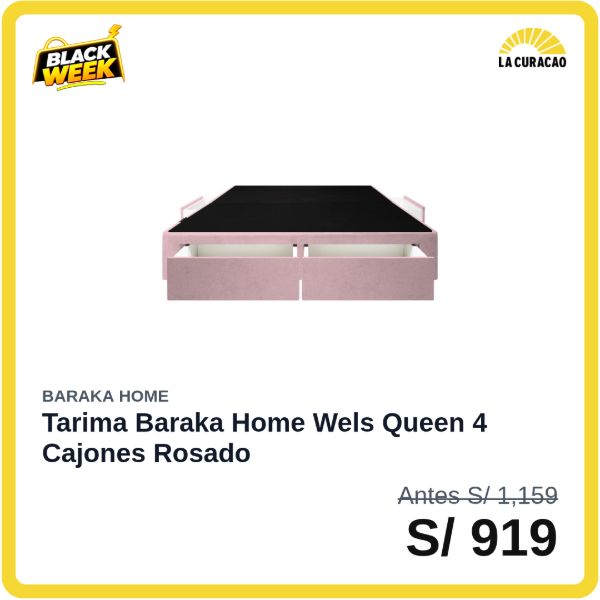 BLACK
WEEK
LA CURACAO
BARAKA HOME
Tarima Baraka Home Wels Queen 4
Cajones Rosado
Antes S/ 1,159
S/ 919